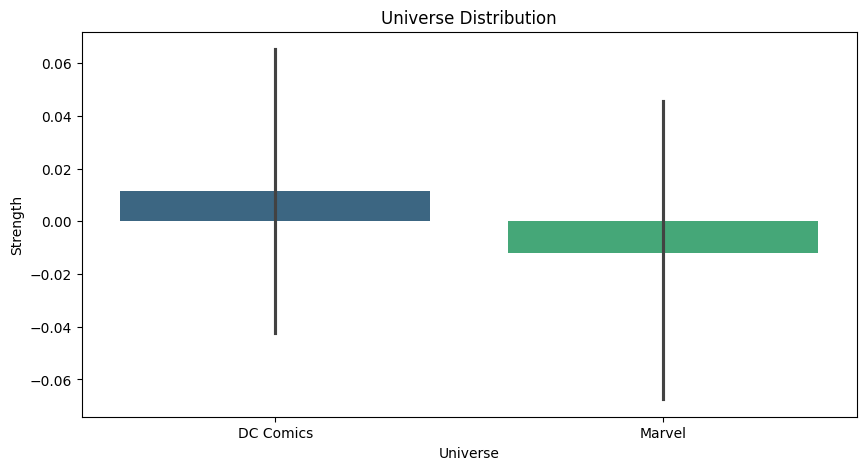 Universe Distribution
0.06
0.04
0.02
0.00
−0.02
−0.04
−0.06
Strength
DC Comics
Marvel
Universe